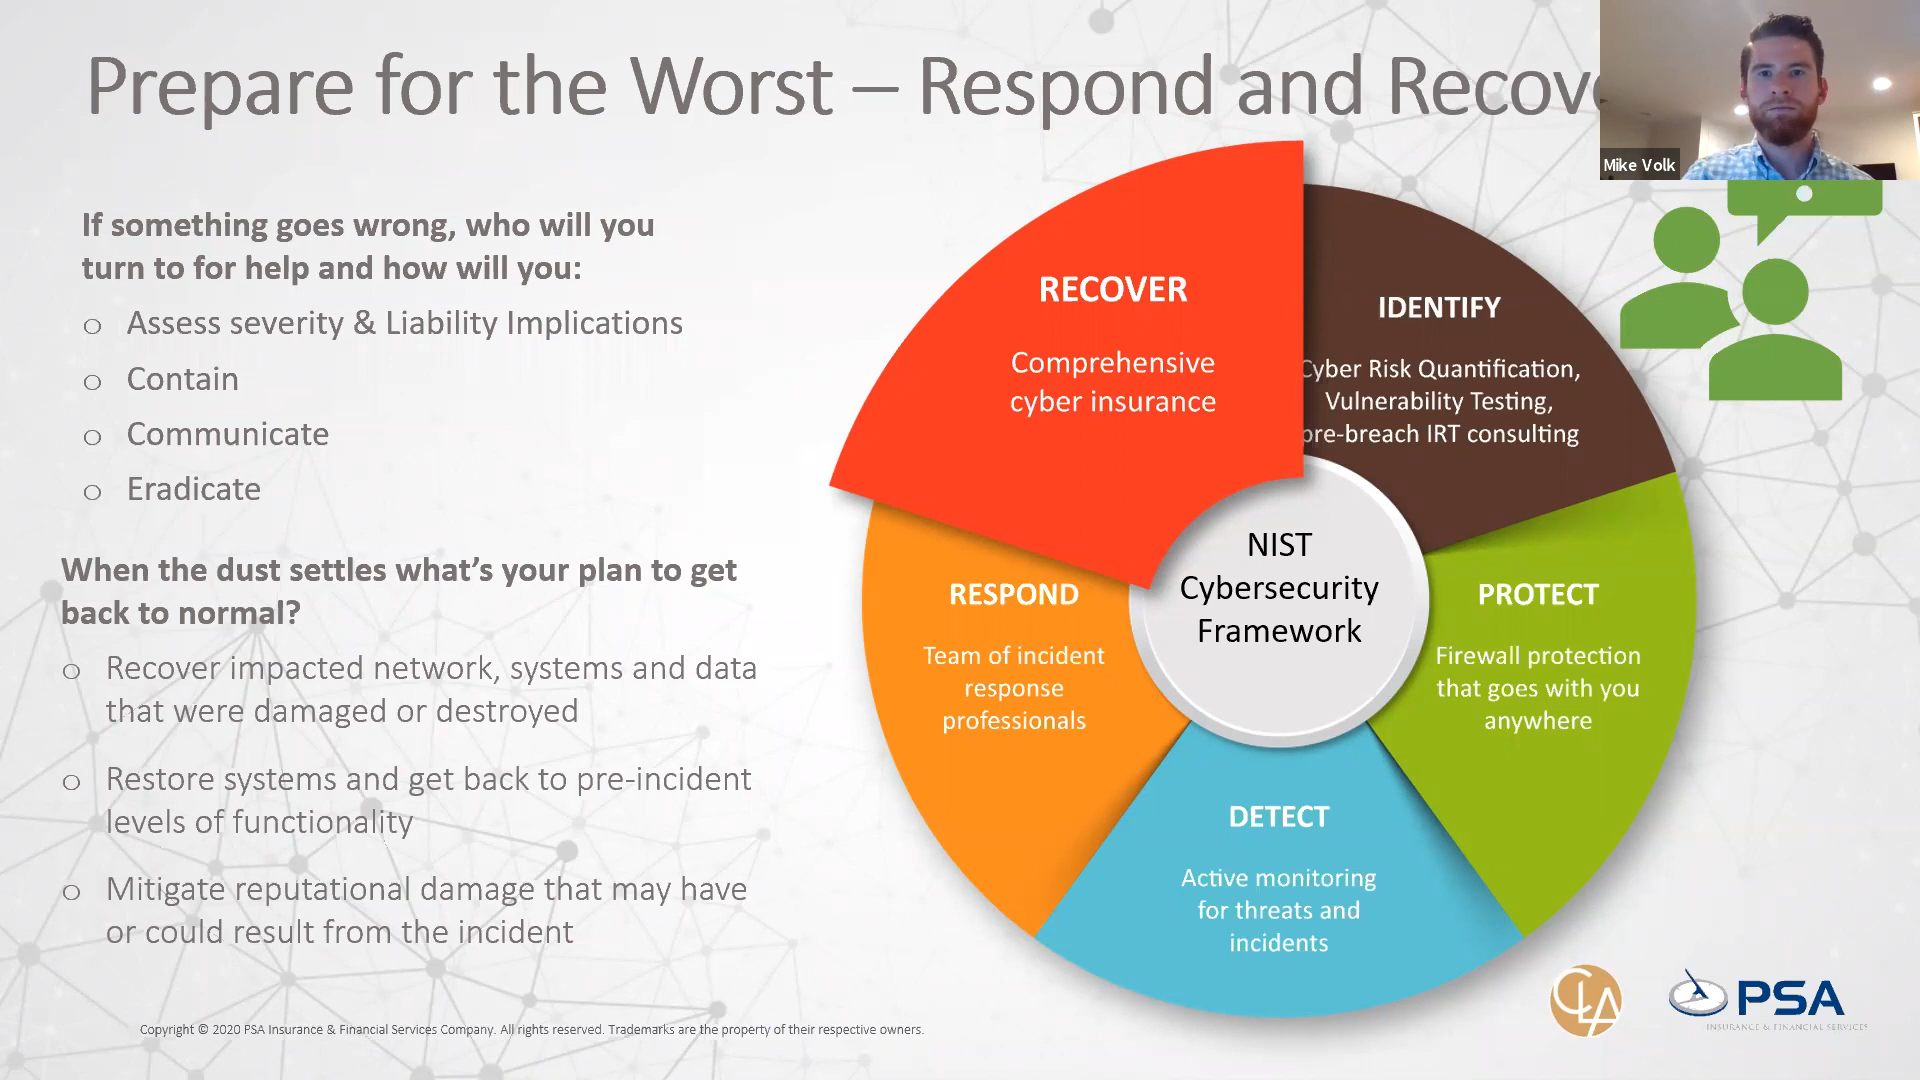 Prepare for the Worst – Respond and Recove
Mike Volk
If something goes wrong, who will you
turn to for help and how will you:
o Assess severity & Liability Implications
o Contain
o Communicate
o Eradicate
When the dust settles what's your plan to get
back to normal?
o Recover impacted network, systems and data
that were damaged or destroyed
o Restore systems and get back to pre-incident
levels of functionality
o Mitigate reputational damage that may have
or could result from the incident
RECOVER
Comprehensive
cyber insurance
IDENTIFY
Cyber Risk Quantification,
Vulnerability Testing,
pre-breach IRT consulting
NIST
Cybersecurity
Framework
RESPOND
Team of incident
response
professionals
PROTECT
Firewall protection
that goes with you
anywhere
DETECT
Active monitoring
for threats and
incidents
CLA
PSA
INSURANCE & FINANCIAL SERVICES
Copyright © 2020 PSA Insurance & Financial Services Company. All rights reserved. Trademarks are the property of their respective owners.